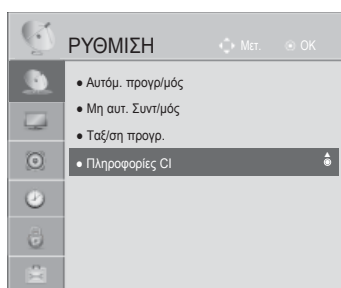 ΡΥΘΜΙΣΗ Μετ. OK
● Αυτόμ. προγρ/μός
● Μη αυτ. Συντ/μός
● Ταξ/ση προγρ.
● Πληροφορίες CI